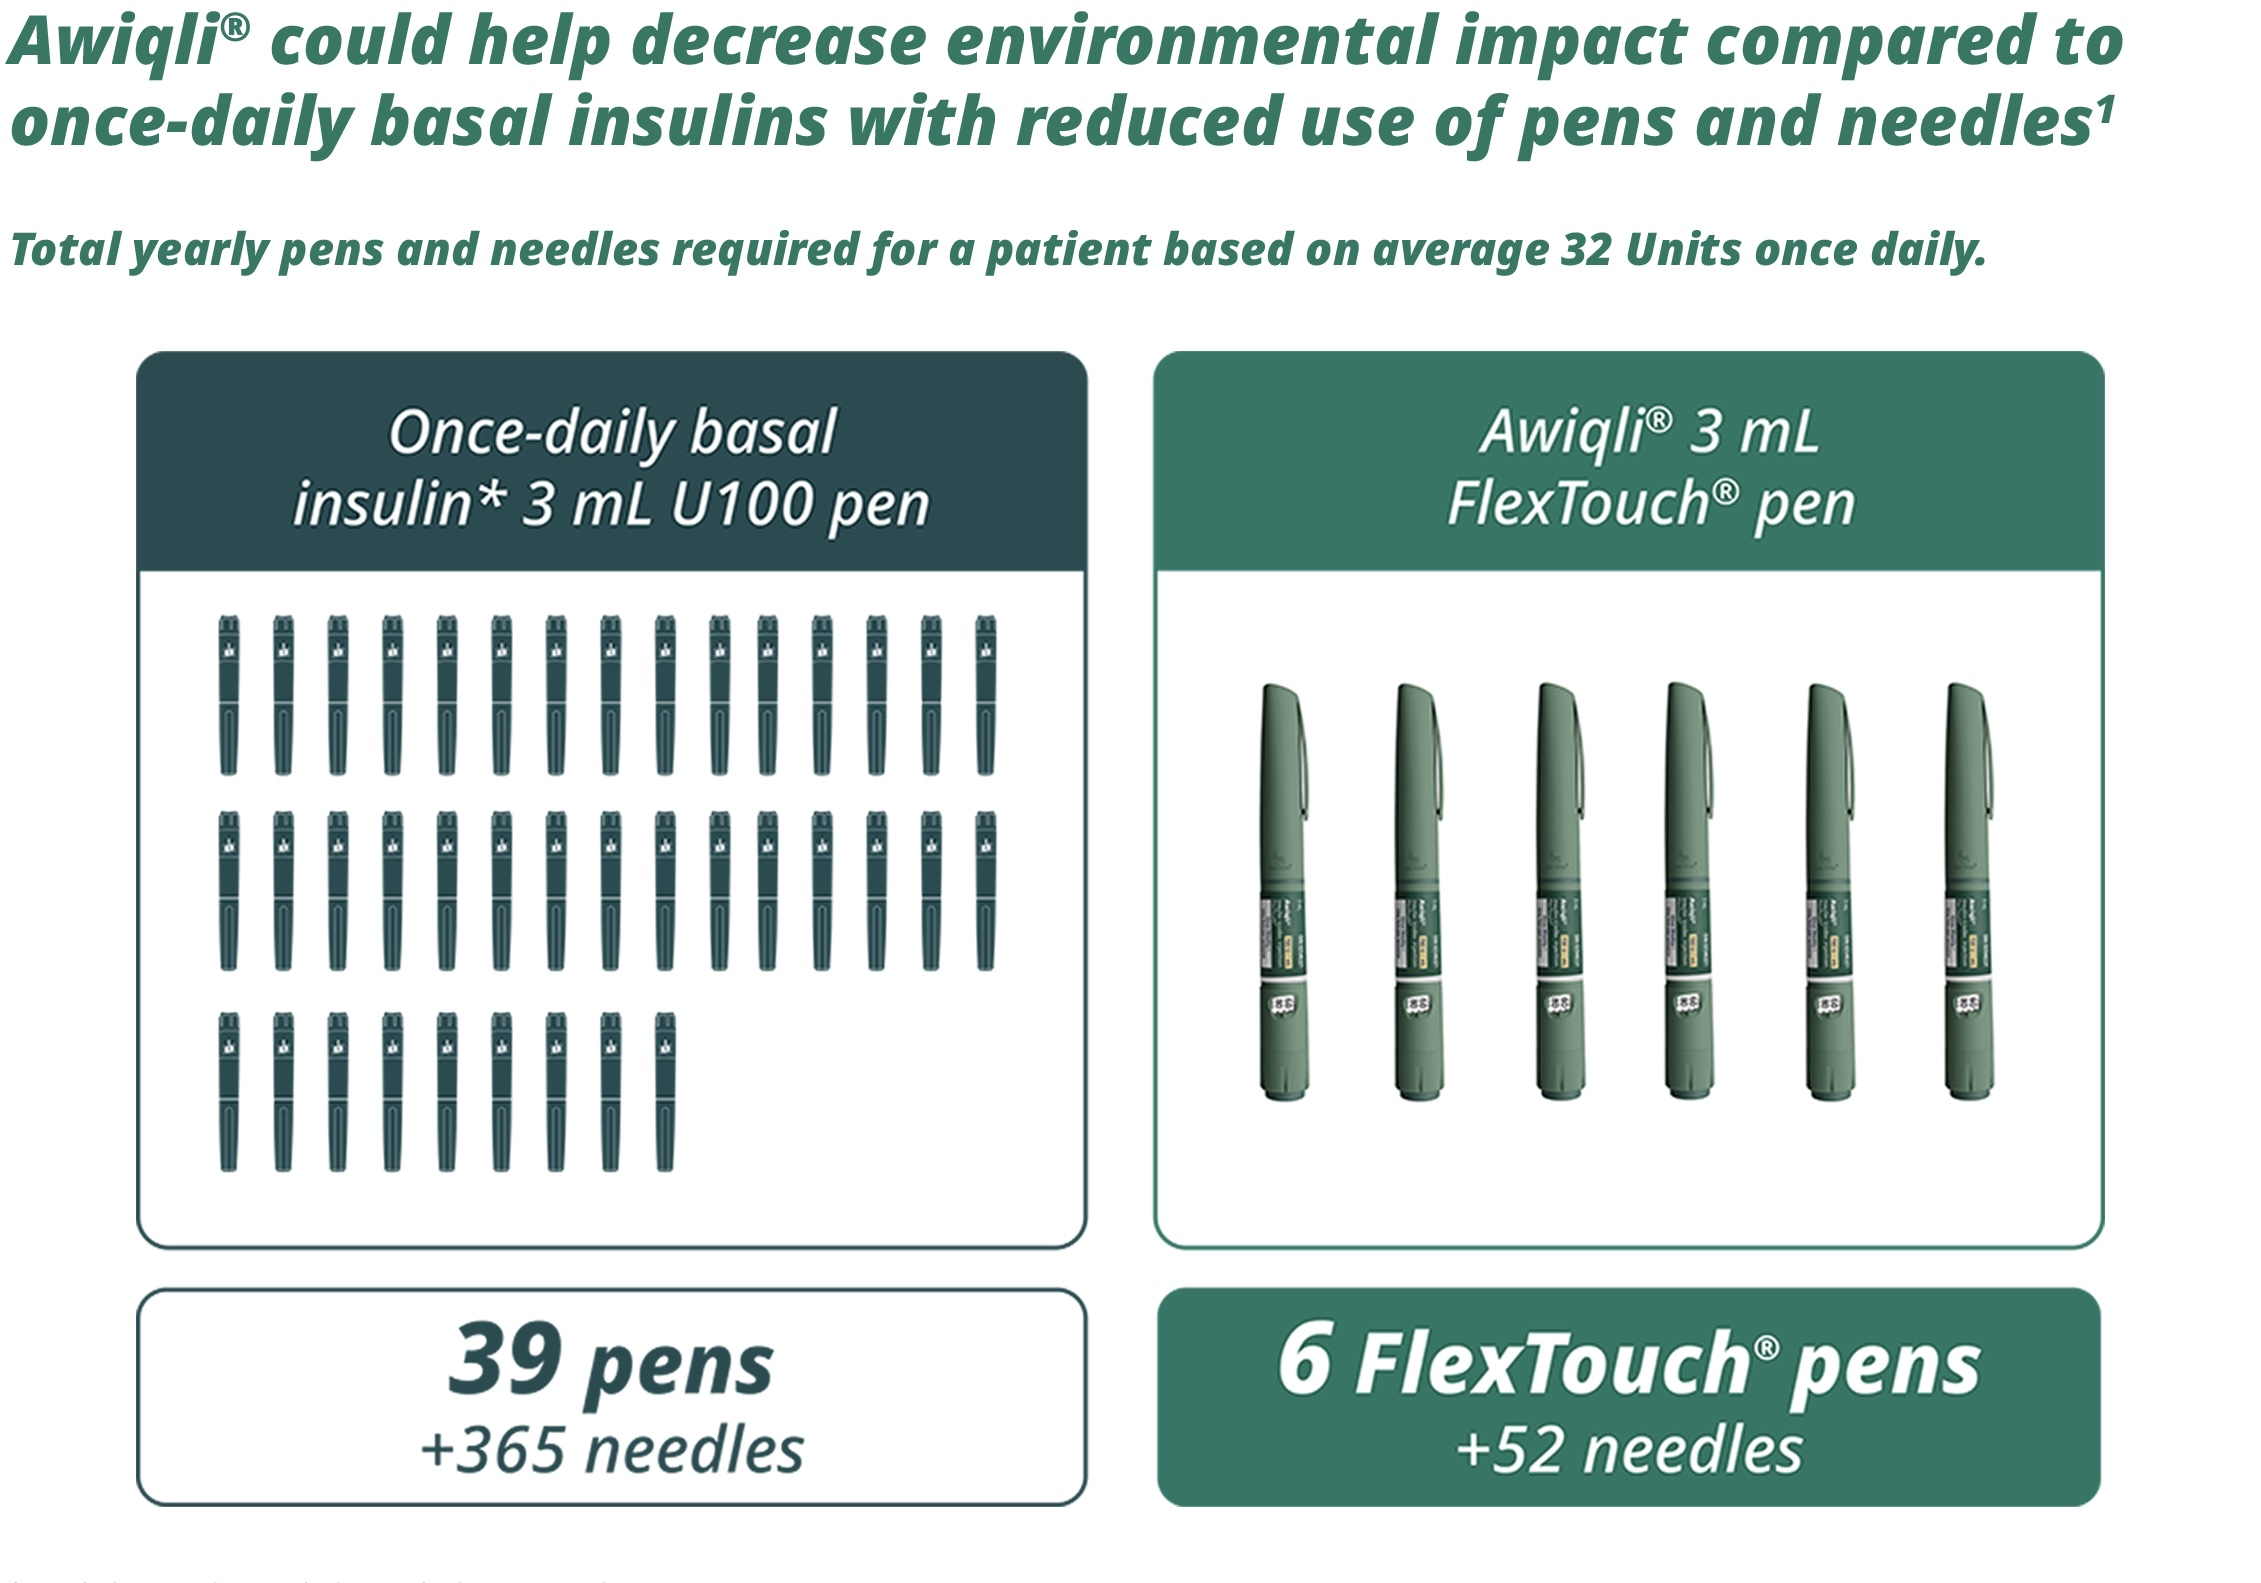 Awiqli® could help decrease environmental impact compared to
once-daily basal insulins with reduced use of pens and needles¹
Total yearly pens and needles required for a patient based on average 32 Units once daily.
Once-daily basal
insulin* 3 mL U100 pen
Awiqli® 3 mL
FlexTouch® pen
39 pens
+365 needles
6 FlexTouch® pens
+52 needles